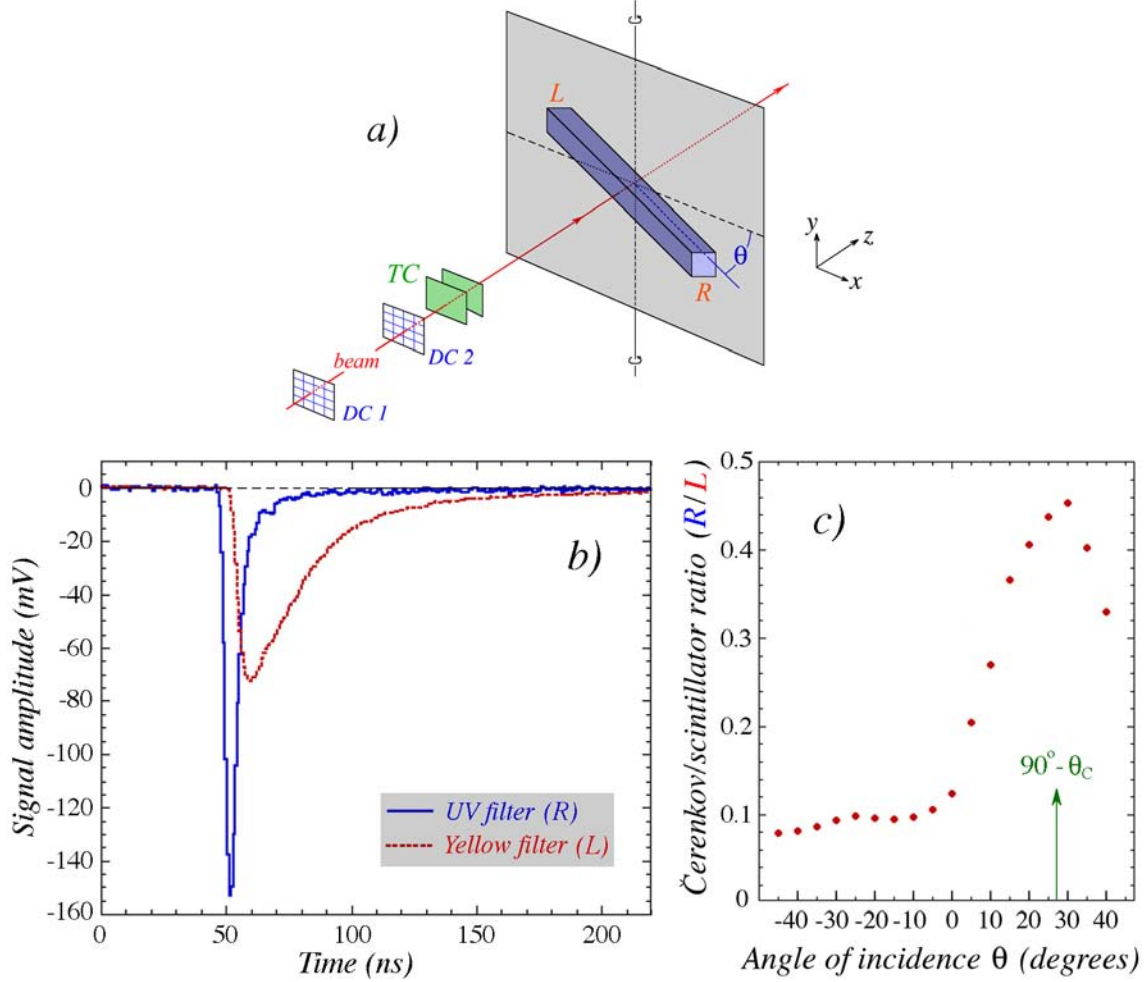 a)
L
R
θ
y
z
x
TC
DC 2
beam
DC 1
b)
Signal amplitude (mV)
0
-20
-40
-60
-80
-100
-120
-140
-160
UV filter (R)
Yellow filter (L)
0 50 100 150 200
Time (ns)
c)
Čerenkov/scintillator ratio (R/L)
0.5
0.4
0.3
0.2
0.1
0
90° - θC
-40 -30 -20 -10 0 10 20 30 40
Angle of incidence θ (degrees)